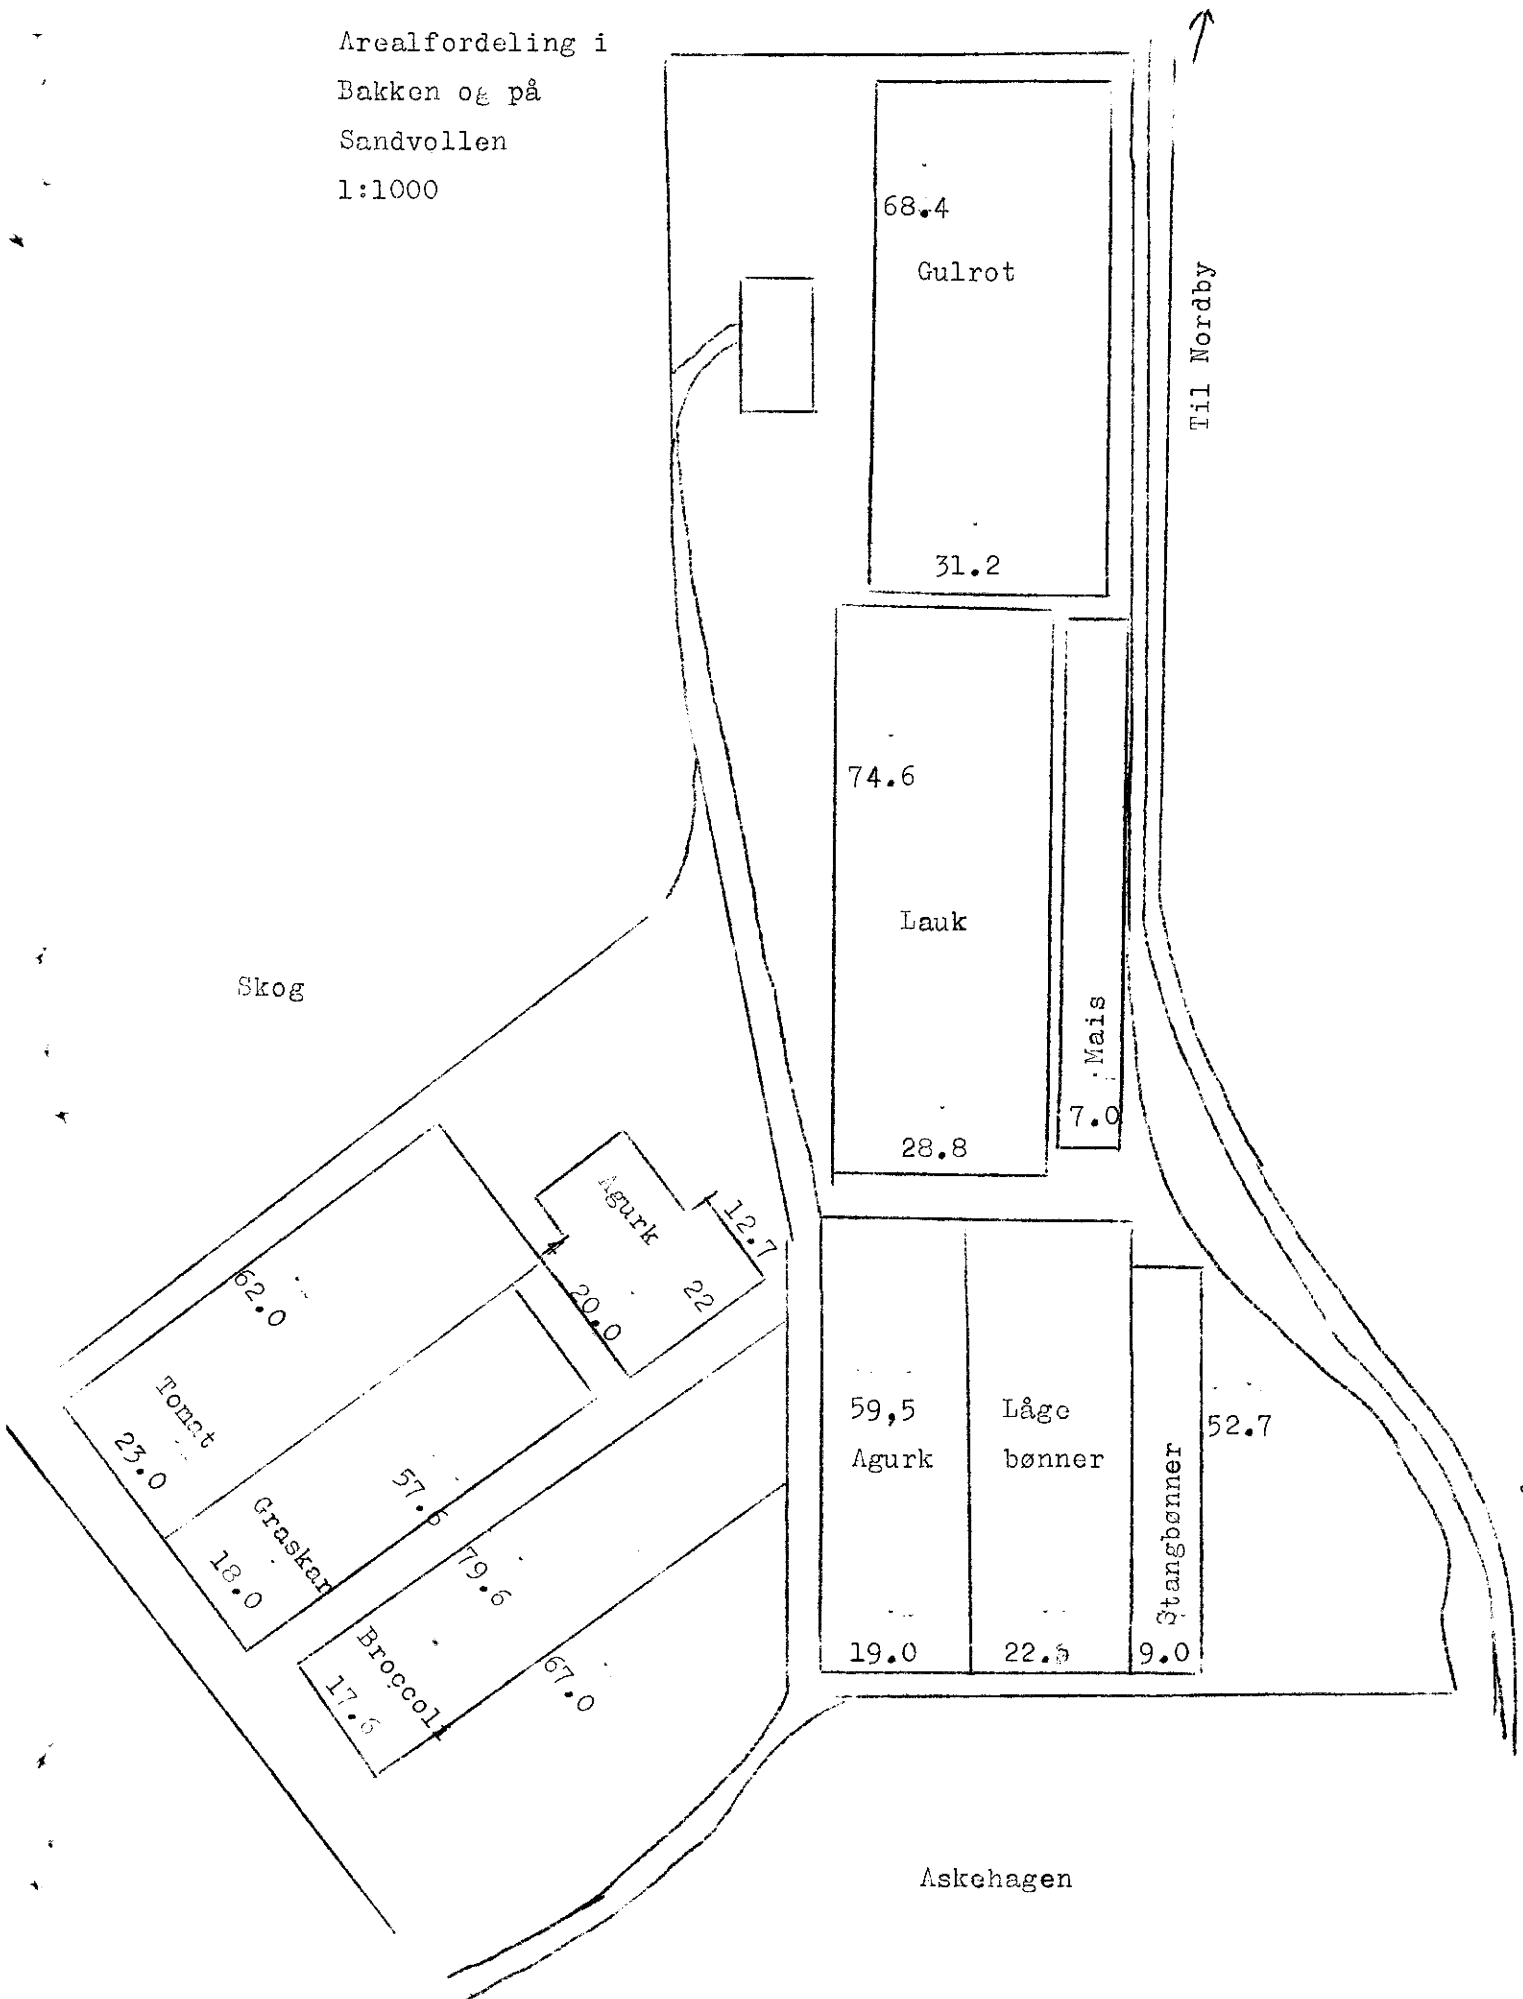 Arealfordeling i
Bakken og på
Sandvollen
1:1000
68.4
Gulrot
31.2
Til Nordby
74.6
Lauk
28.8
Mais
7.0
Skog
Agurk
12.7
22
20.0
62.0
Tomat
23.0
57.6
Graskar
18.0
79.6
Broccoli
17.6
67.0
59,5
Agurk
19.0
Låge
bønner
Stangbønner
9.0
52.7
Askehagen